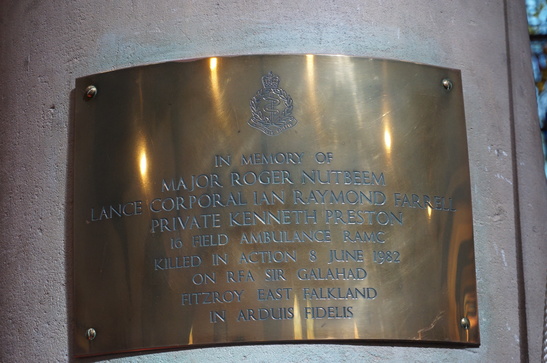 IN MEMORY OF
MAJOR ROGER NUTBEEM
LANCE CORPORAL IAN RAYMOND FARRELL
PRIVATE KENNETH PRESTON
16 FIELD AMBULANCE RAMC
KILLED IN ACTION 8 JUNE 1982
ON RFA SIR GALAHAD
FITZROY EAST FALKLAND
IN ARDUIS FIDELIS